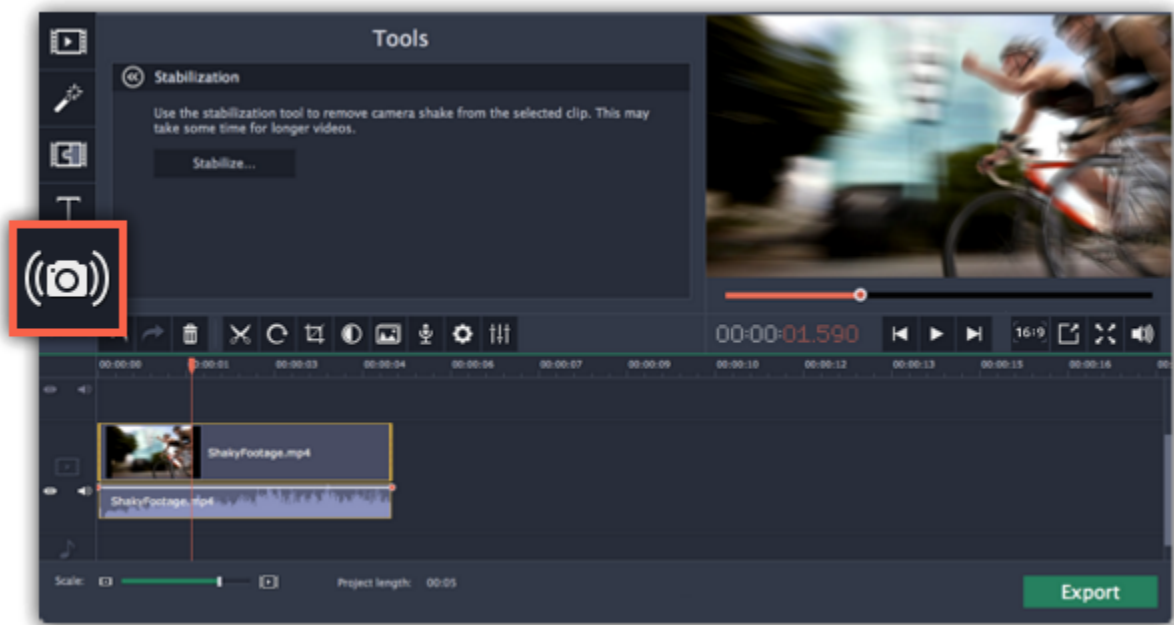 Tools
Stabilization
Use the stabilization tool to remove camera shake from the selected clip. This may
take some time for longer videos.
Stabilize...
T
00:00:01.590
16:9
00:00:00 00:00:01 00:00:03 00:00:04 00:00:06 00:00:07 00:00:09 00:00:10 00:00:12 00:00:13 00:00:15 00:00:16
ShakyFootage.mp4
ShakyFootage.mp4
Scale: Project length: 00:05
Export